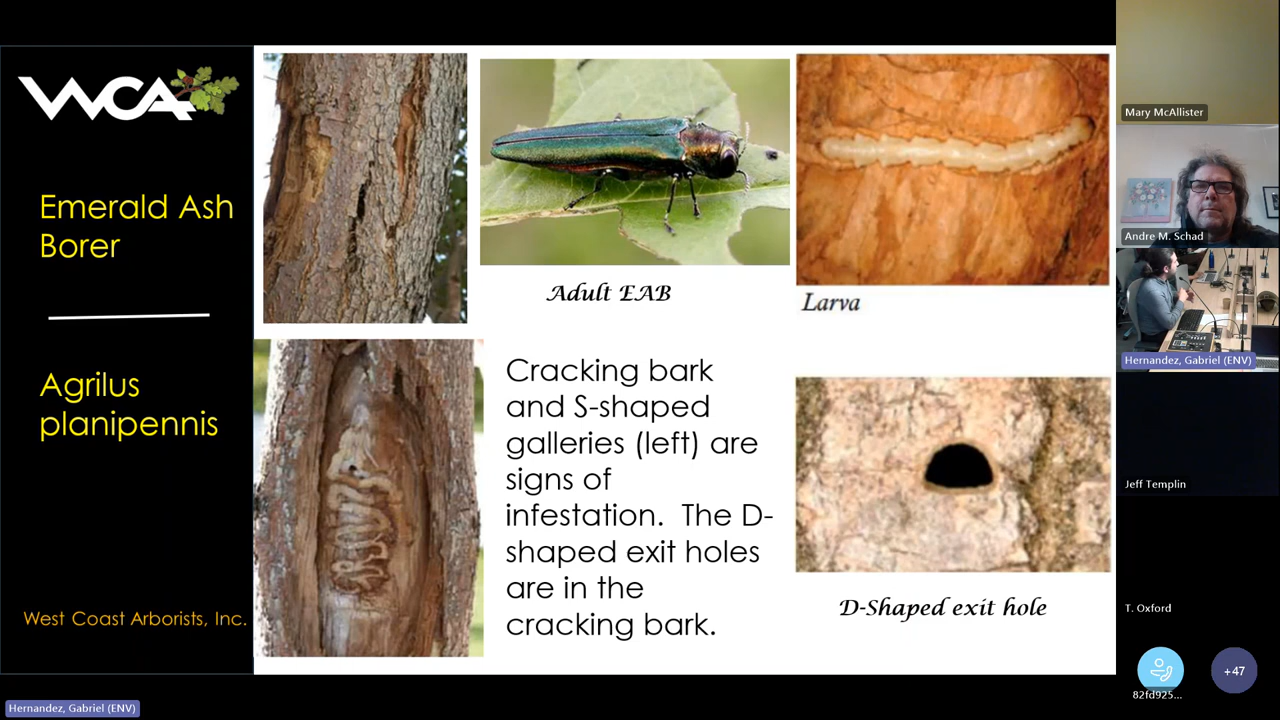 WCA
Emerald Ash
Borer
Agrilus
planipennis
West Coast Arborists, Inc.
Adult EAB
Larva
Cracking bark
and S-shaped
galleries (left) are
signs of
infestation.  The D-
shaped exit holes
are in the
cracking bark.
D-Shaped exit hole
Mary McAllister
Andre M. Schad
Hernandez, Gabriel (ENV)
Jeff Templin
T. Oxford
82fd925...
+47
Hernandez, Gabriel (ENV)